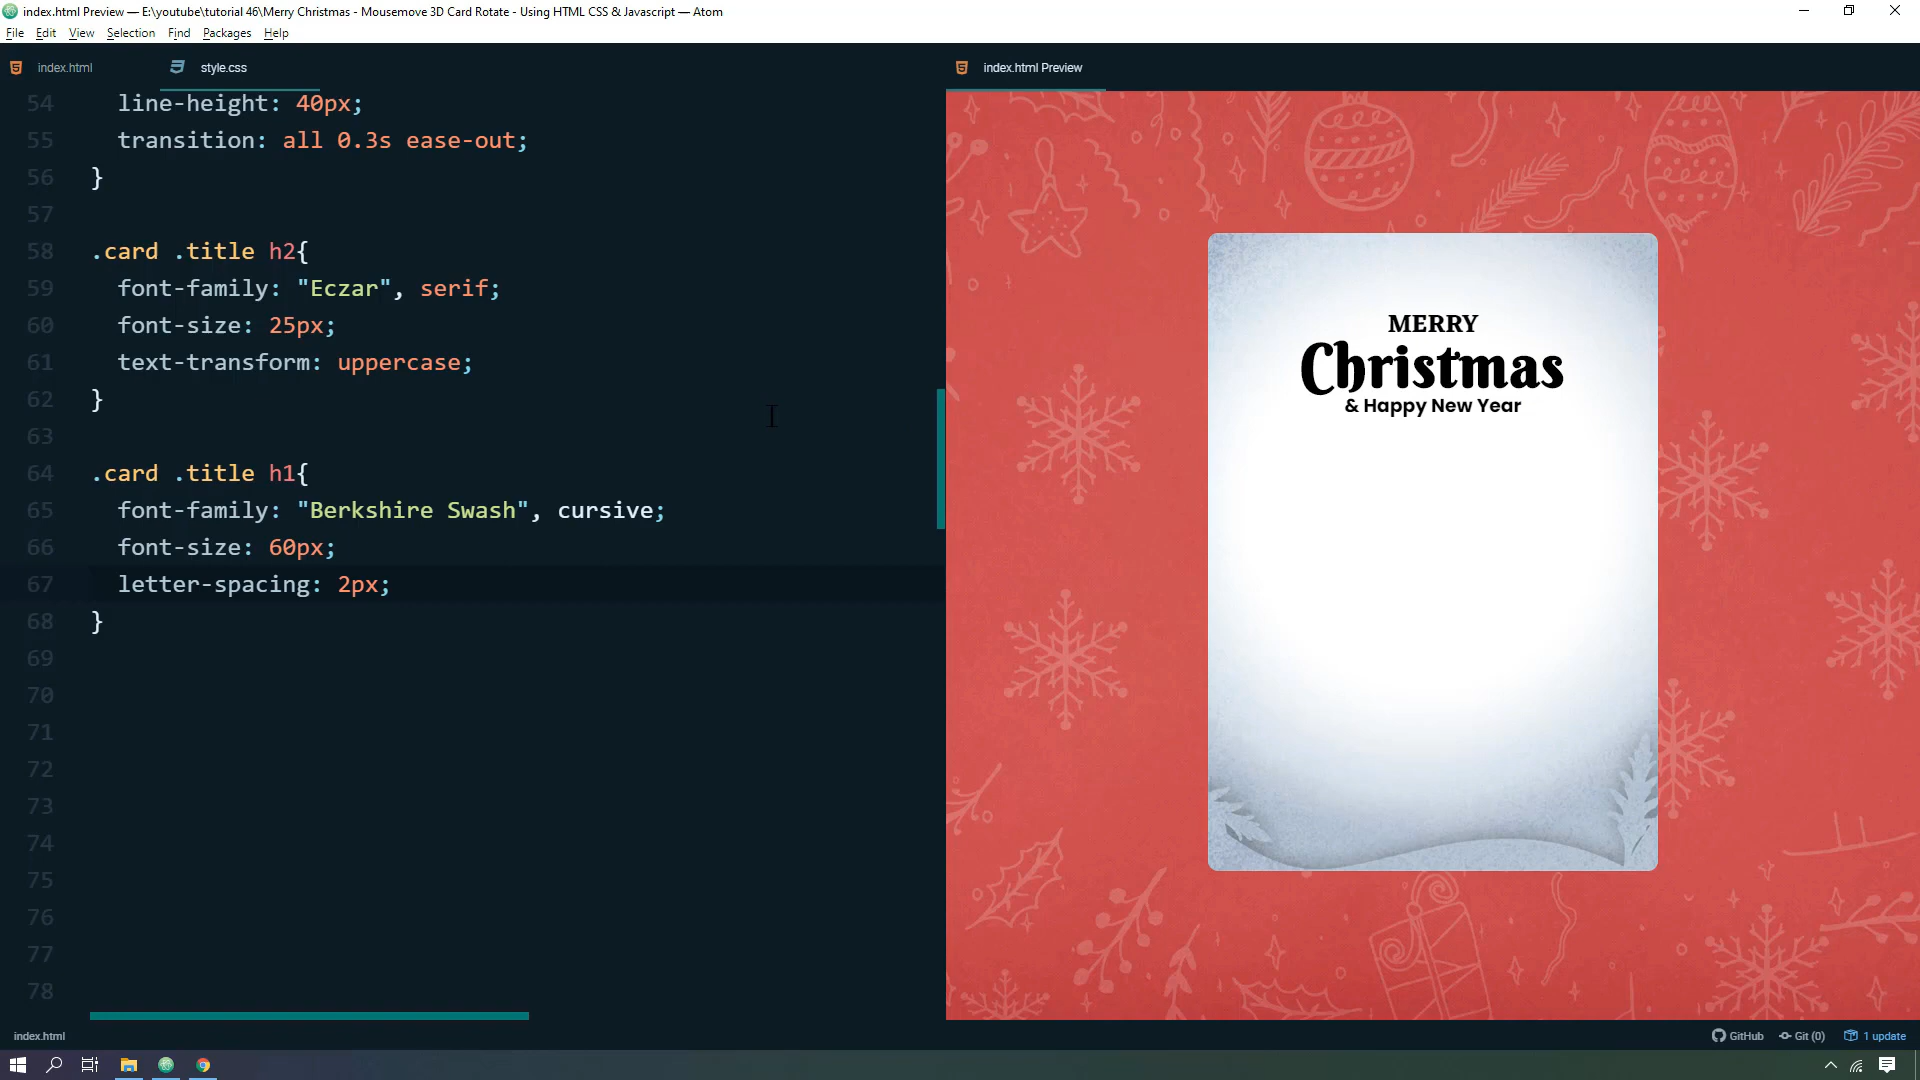 index.html Preview — E:\youtube\tutorial 46\Merry Christmas - Mousemove 3D Card Rotate - Using HTML CSS & Javascript — Atom
File Edit View Selection Find Packages Help
index.html style.css index.html Preview
54 line-height: 40px;
55 transition: all 0.3s ease-out;
56 }
57
58 .card .title h2{
59 font-family: "Eczar", serif;
60 font-size: 25px;
61 text-transform: uppercase;
62 }
63
64 .card .title h1{
65 font-family: "Berkshire Swash", cursive;
66 font-size: 60px;
67 letter-spacing: 2px;
68 }
69
70
71
72
73
74
75
76
77
78
MERRY
Christmas
& Happy New Year
index.html GitHub Git (0) 1 update